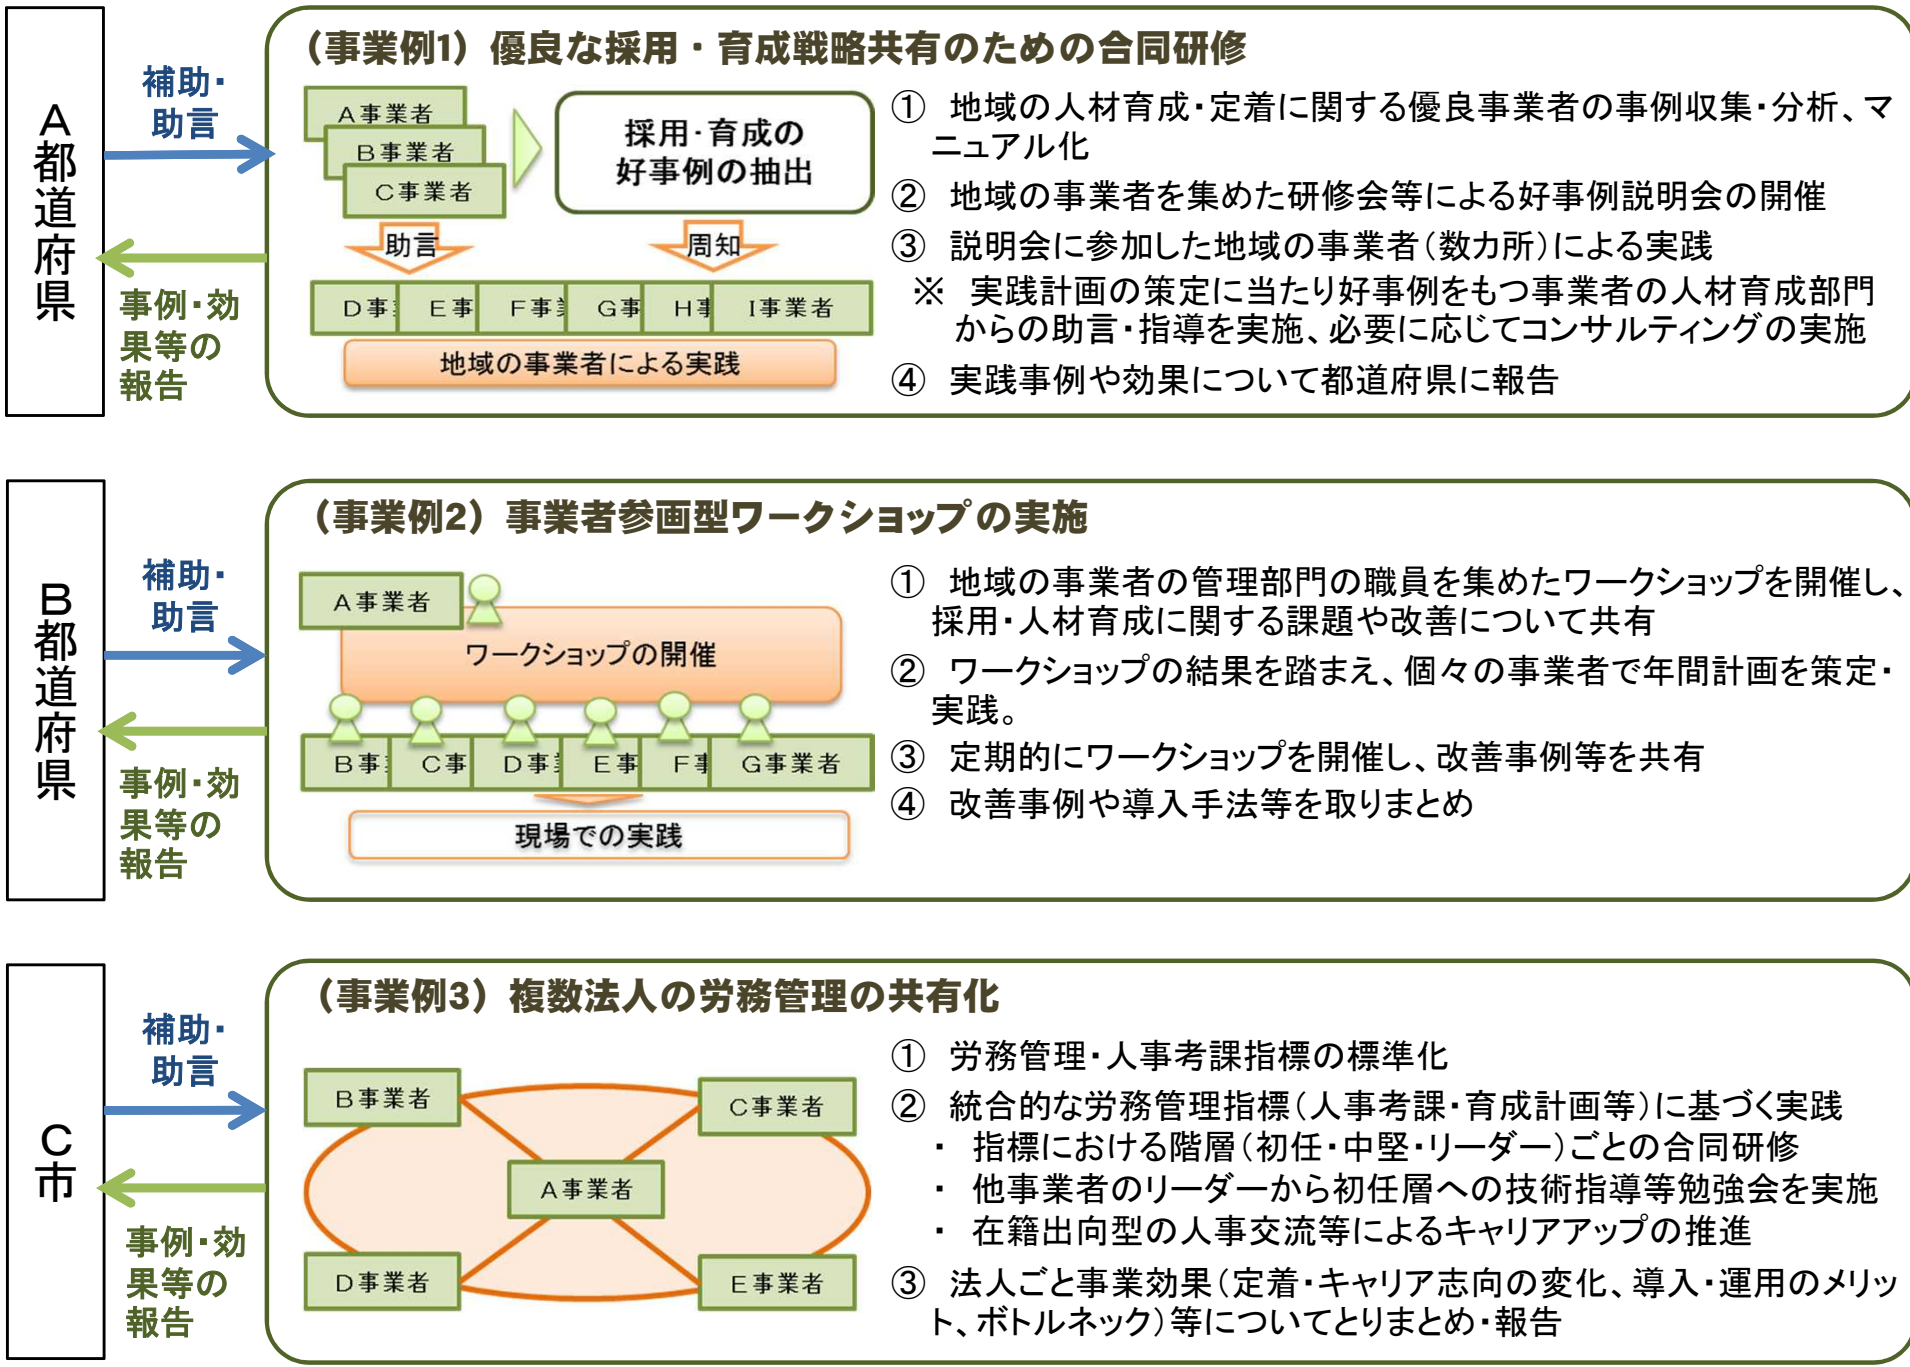 A都道府県
補助・
助言
事例・効
果等の
報告
（事業例1）優良な採用・育成戦略共有のための合同研修
A事業者
B事業者
C事業者
採用・育成の
好事例の抽出
助言
周知
D事
E事
F事
G事
H事
I事業者
地域の事業者による実践
① 地域の人材育成・定着に関する優良事業者の事例収集・分析、マ
ニュアル化
② 地域の事業者を集めた研修会等による好事例説明会の開催
③ 説明会に参加した地域の事業者（数カ所）による実践
※ 実践計画の策定に当たり好事例をもつ事業者の人材育成部門
からの助言・指導を実施、必要に応じてコンサルティングの実施
④ 実践事例や効果について都道府県に報告
B都道府県
補助・
助言
事例・効
果等の
報告
（事業例2）事業者参画型ワークショップの実施
A事業者
ワークショップの開催
B事
C事
D事
E事
F事
G事業者
現場での実践
① 地域の事業者の管理部門の職員を集めたワークショップを開催し、
採用・人材育成に関する課題や改善について共有
② ワークショップの結果を踏まえ、個々の事業者で年間計画を策定・
実践。
③ 定期的にワークショップを開催し、改善事例等を共有
④ 改善事例や導入手法等を取りまとめ
C市
補助・
助言
事例・効
果等の
報告
（事業例3）複数法人の労務管理の共有化
B事業者
C事業者
A事業者
D事業者
E事業者
① 労務管理・人事考課指標の標準化
② 統合的な労務管理指標（人事考課・育成計画等）に基づく実践
・ 指標における階層（初任・中堅・リーダー）ごとの合同研修
・ 他事業者のリーダーから初任層への技術指導等勉強会を実施
・ 在籍出向型の人事交流等によるキャリアアップの推進
③ 法人ごと事業効果（定着・キャリア志向の変化、導入・運用のメリッ
ト、ボトルネック）等についてとりまとめ・報告